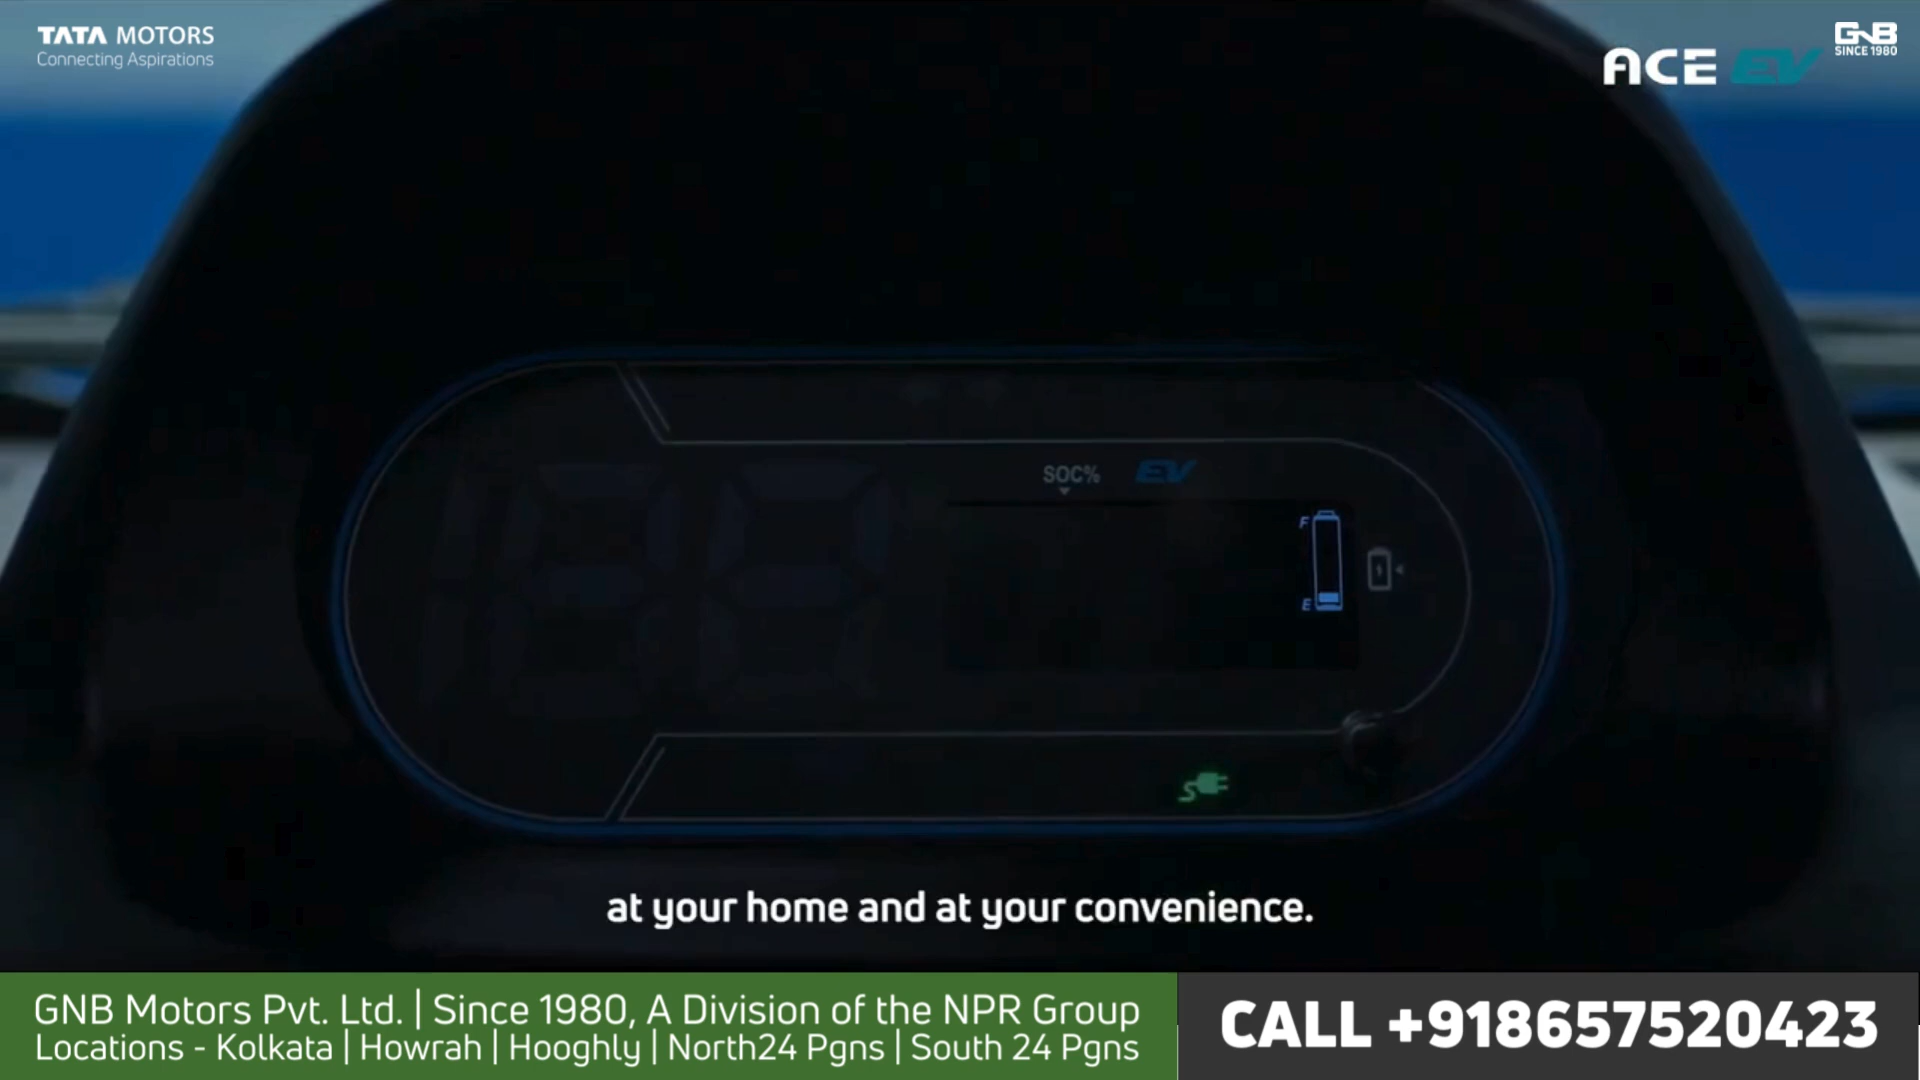 TATA MOTORS
Connecting Aspirations
ACE EV
GNB
SINCE 1980
SOC% EV
F
E
at your home and at your convenience.
GNB Motors Pvt. Ltd. | Since 1980, A Division of the NPR Group
Locations - Kolkata | Howrah | Hooghly | North24 Pgns | South 24 Pgns
CALL +918657520423